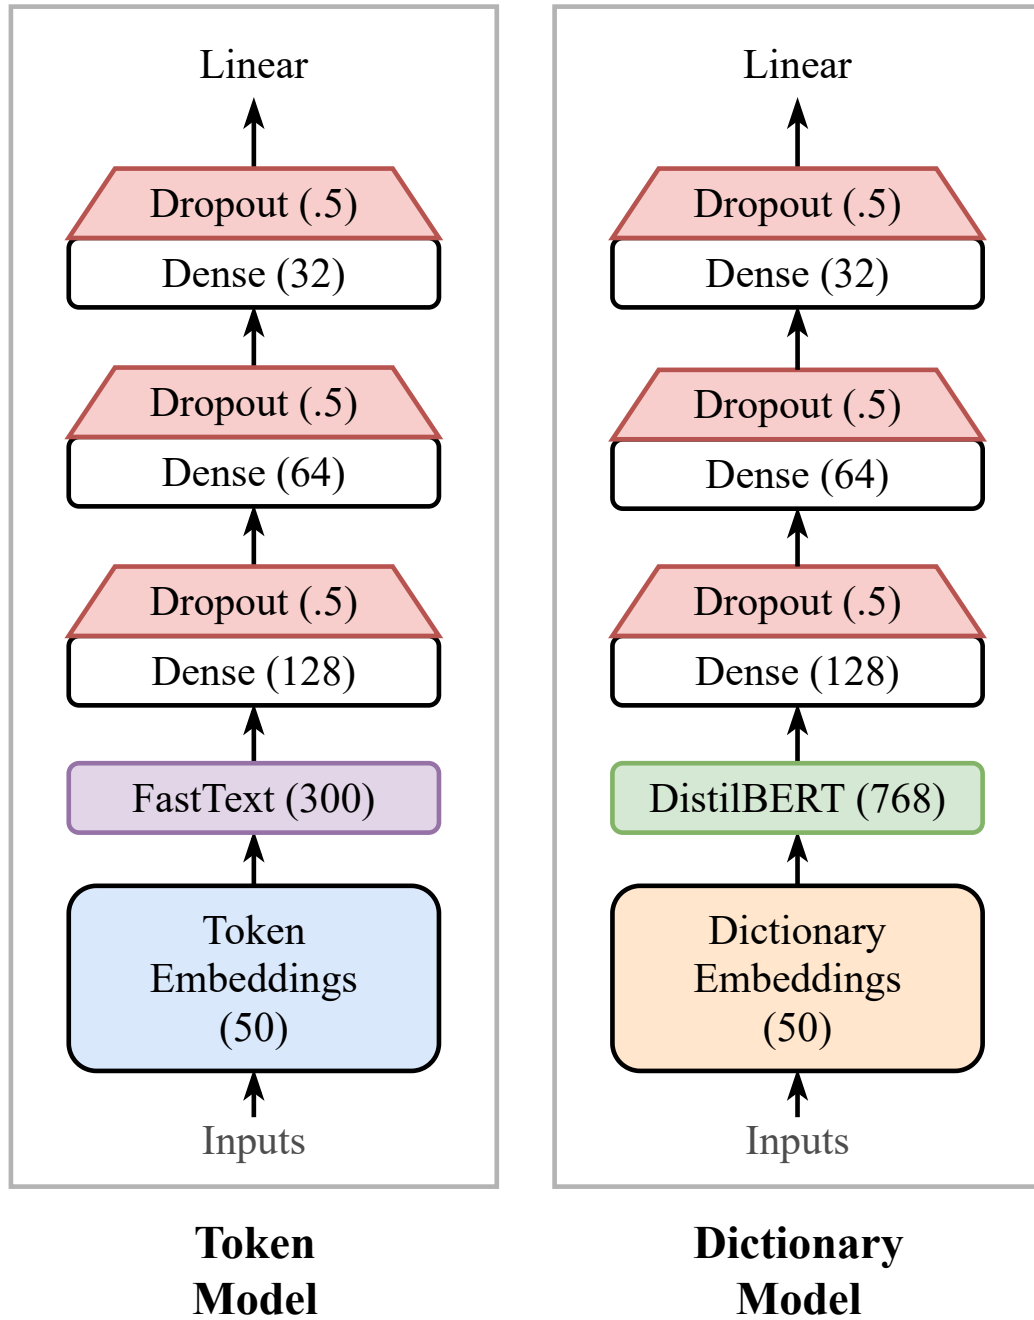 Linear
Dropout (.5)
Dense (32)
Dropout (.5)
Dense (64)
Dropout (.5)
Dense (128)
FastText (300)
Token
Embeddings
(50)
Inputs
Token
Model
Linear
Dropout (.5)
Dense (32)
Dropout (.5)
Dense (64)
Dropout (.5)
Dense (128)
DistilBERT (768)
Dictionary
Embeddings
(50)
Inputs
Dictionary
Model